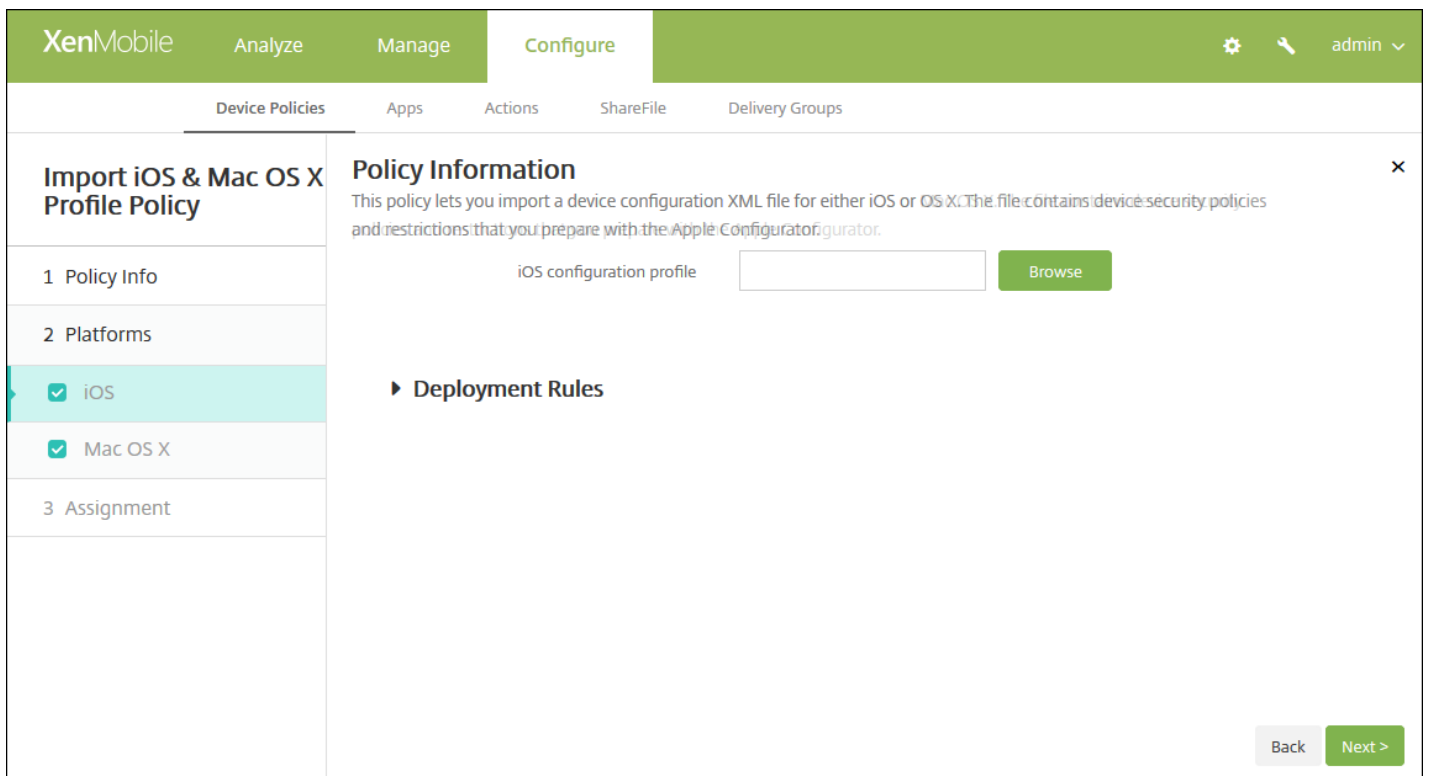 XenMobile Analyze Manage Configure admin
Device Policies Apps Actions ShareFile Delivery Groups
Import iOS & Mac OS X
Profile Policy
1 Policy Info
2 Platforms
iOS
Mac OS X
3 Assignment
Policy Information
This policy lets you import a device configuration XML file for either iOS or OS X. The file contains device security policies
and restrictions that you prepare with the Apple Configurator.
iOS configuration profile
Browse
Deployment Rules
Back Next >